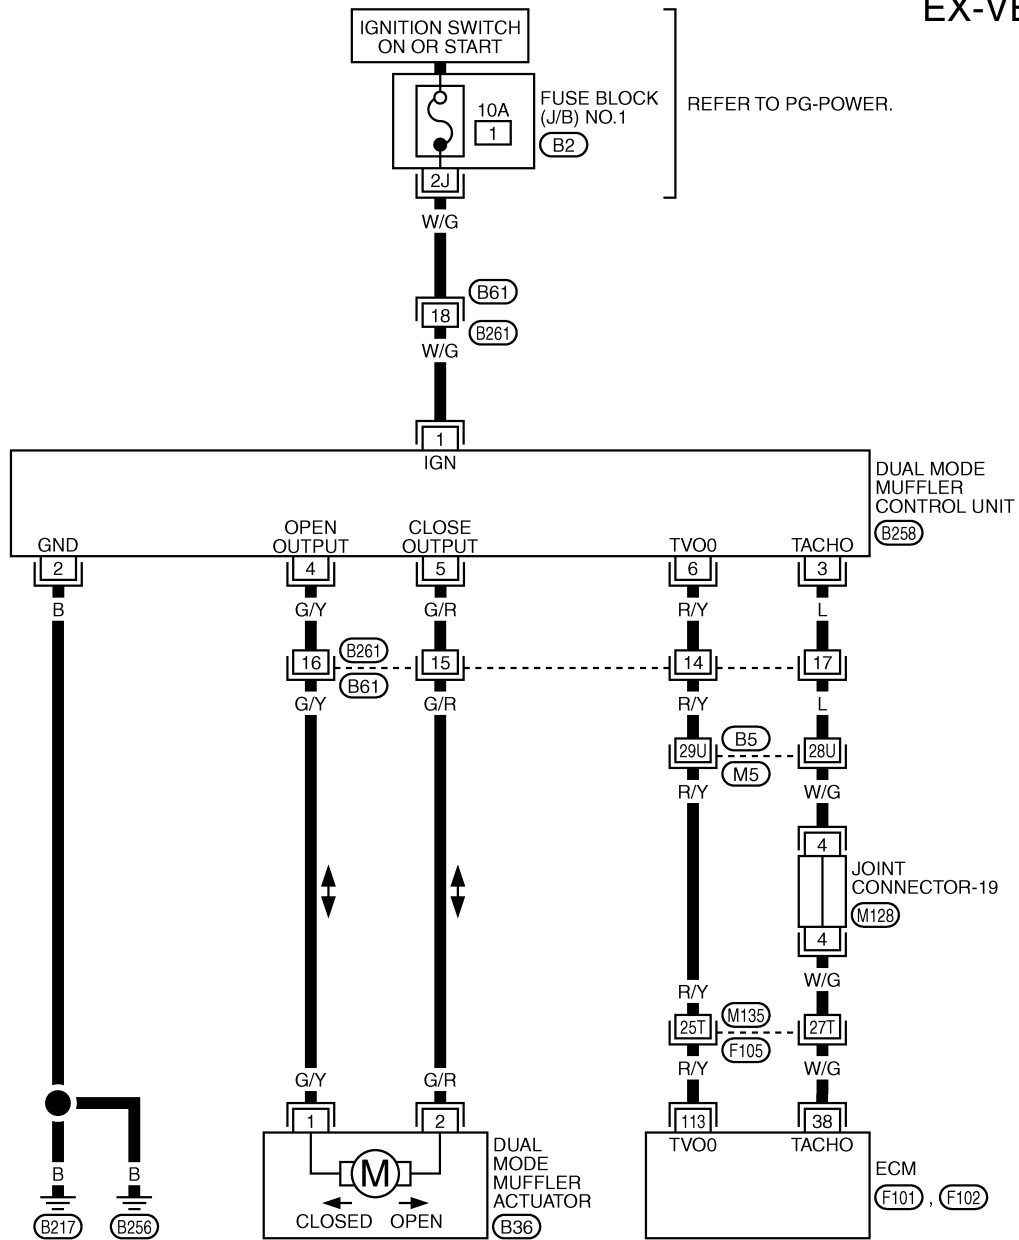 EX-VE
IGNITION SWITCH
ON OR START
10A
1
FUSE BLOCK
(J/B) NO.1
B2
REFER TO PG-POWER.
2J
W/G
B61
18
B261
W/G
1
IGN
DUAL MODE
MUFFLER
CONTROL UNIT
B258
GND
OPEN
OUTPUT
CLOSE
OUTPUT
TVO0
TACHO
2 4 5 6 3
B G/Y G/R R/Y L
16 B261 15 14 17
B61
G/Y G/R R/Y L
29U B5 28U
M5
R/Y W/G
4
JOINT
CONNECTOR-19
M128
4
R/Y W/G
25T M135 27T
F105
G/Y G/R R/Y W/G
1 2 113 38
TVO0 TACHO
M
CLOSED OPEN
DUAL
MODE
MUFFLER
ACTUATOR
B36
ECM
F101 , F102
B B
B217 B256